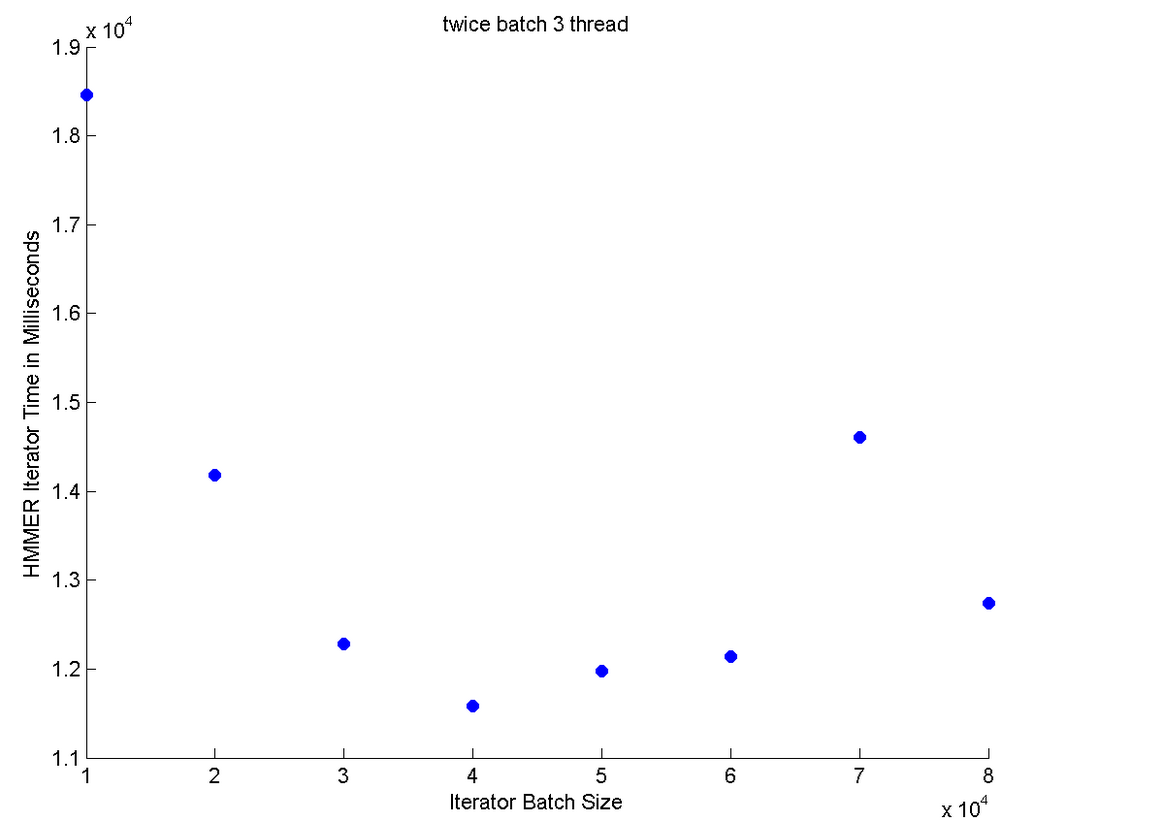 twice batch 3 thread
x 10^4
1.9
1.8
1.7
1.6
1.5
1.4
1.3
1.2
1.1
HMMER Iterator Time in Milliseconds
1 2 3 4 5 6 7 8
Iterator Batch Size
x 10^4